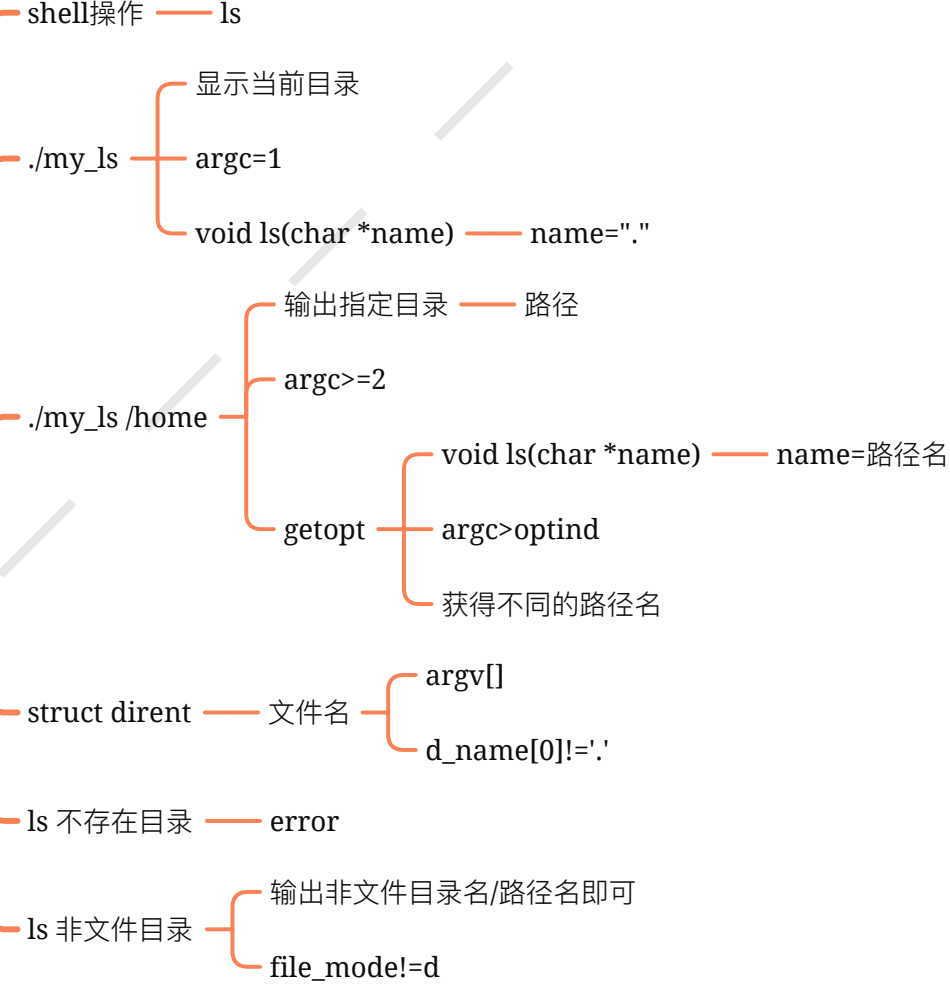 shell操作 ls
显示当前目录
./my_ls
argc=1
void ls(char *name) name="."
输出指定目录 路径
argc>=2
./my_ls /home
void ls(char *name) name=路径名
getopt
argc>optind
获得不同的路径名
argv[]
struct dirent 文件名
d_name[0]!='.'
ls 不存在目录 error
输出非文件目录名/路径名即可
ls 非文件目录
file_mode!=d